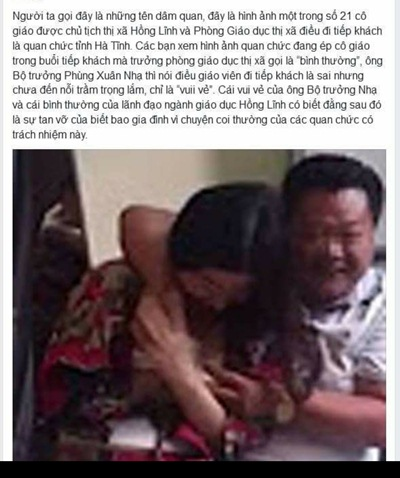 Người ta gọi đây là những tên dâm quan, đây là hình ảnh một trong số 21 cô
giáo được chủ tịch thị xã Hồng Lĩnh và Phòng Giáo dục thị xã điều đi tiếp khách
là quan chức tỉnh Hà Tĩnh. Các bạn xem hình ảnh quan chức đang ép cô giáo
trong buổi tiếp khách mà trưởng phòng giáo dục thị xã gọi là "bình thường", ông
Bộ trưởng Phùng Xuân Nhạ thì nói điều giáo viên đi tiếp khách là sai nhưng
chưa đến nỗi trầm trọng lắm, chỉ là "vuii vẻ". Cái vui vẻ của ông Bộ trưởng Nhạ
và cái bình thường của lãnh đạo ngành giáo dục Hồng Lĩnh có biết đằng sau đó
là sự tan vỡ của biết bao gia đình vì chuyện coi thường của các quan chức có
trách nhiệm này.